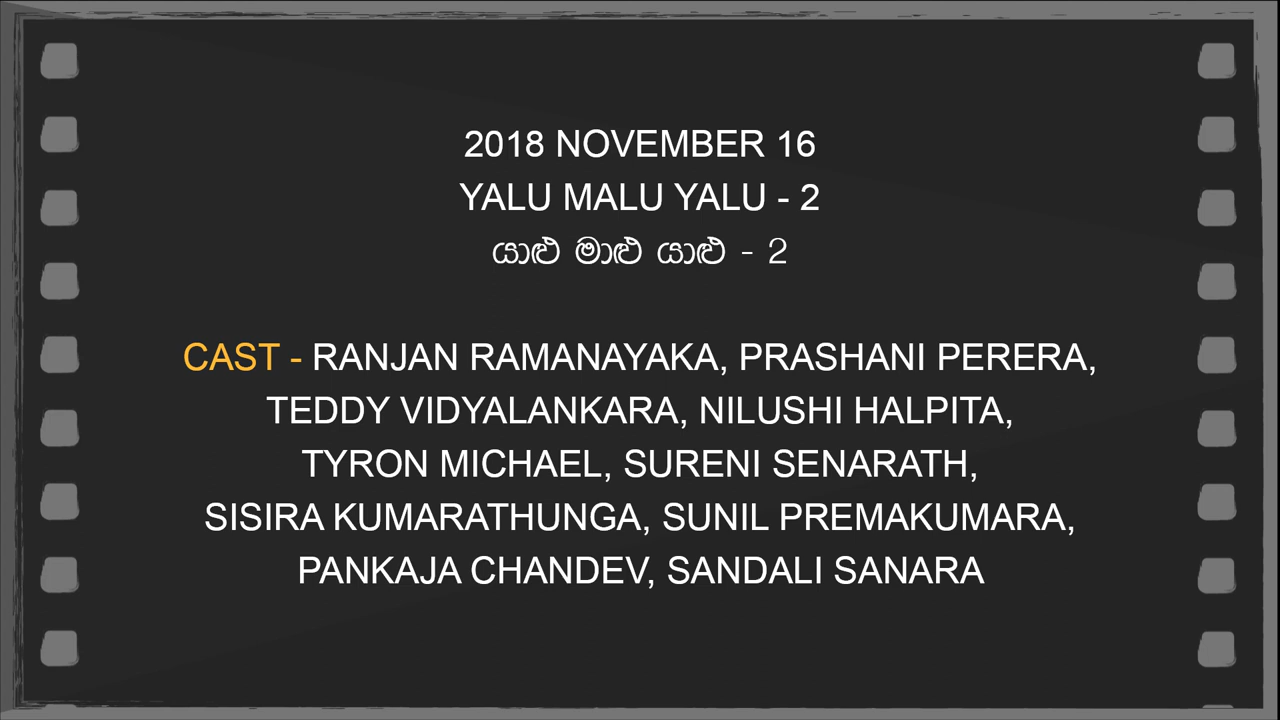 2018 NOVEMBER 16
YALU MALU YALU - 2
යාළු මාළු යාළු - 2
CAST - RANJAN RAMANAYAKA, PRASHANI PERERA,
TEDDY VIDYALANKARA, NILUSHI HALPITA,
TYRON MICHAEL, SURENI SENARATH,
SISIRA KUMARATHUNGA, SUNIL PREMAKUMARA,
PANKAJA CHANDEV, SANDALI SANARA